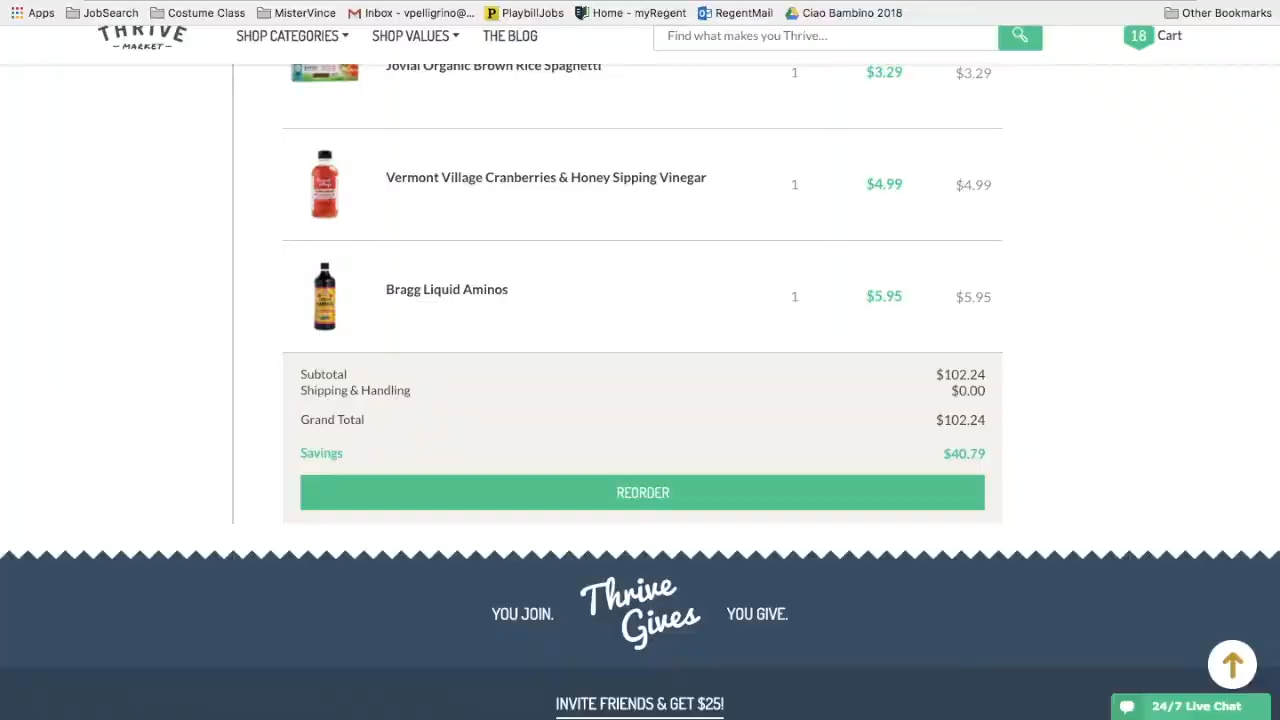 Apps JobSearch Costume Class MisterVince Inbox - vpelligrino@... PlaybillJobs Home - myRegent RegentMail Ciao Bambino 2018 Other Bookmarks
THRIVE
MARKET
SHOP CATEGORIES SHOP VALUES THE BLOG Find what makes you Thrive... 18 Cart
Jovial Organic Brown Rice Spaghetti 1 $3.29 $3.29
Vermont Village Cranberries & Honey Sipping Vinegar 1 $4.99 $4.99
Bragg Liquid Aminos 1 $5.95 $5.95
Subtotal $102.24
Shipping & Handling $0.00
Grand Total $102.24
Savings $40.79
REORDER
YOU JOIN. Thrive Gives YOU GIVE.
INVITE FRIENDS & GET $25!
24/7 Live Chat